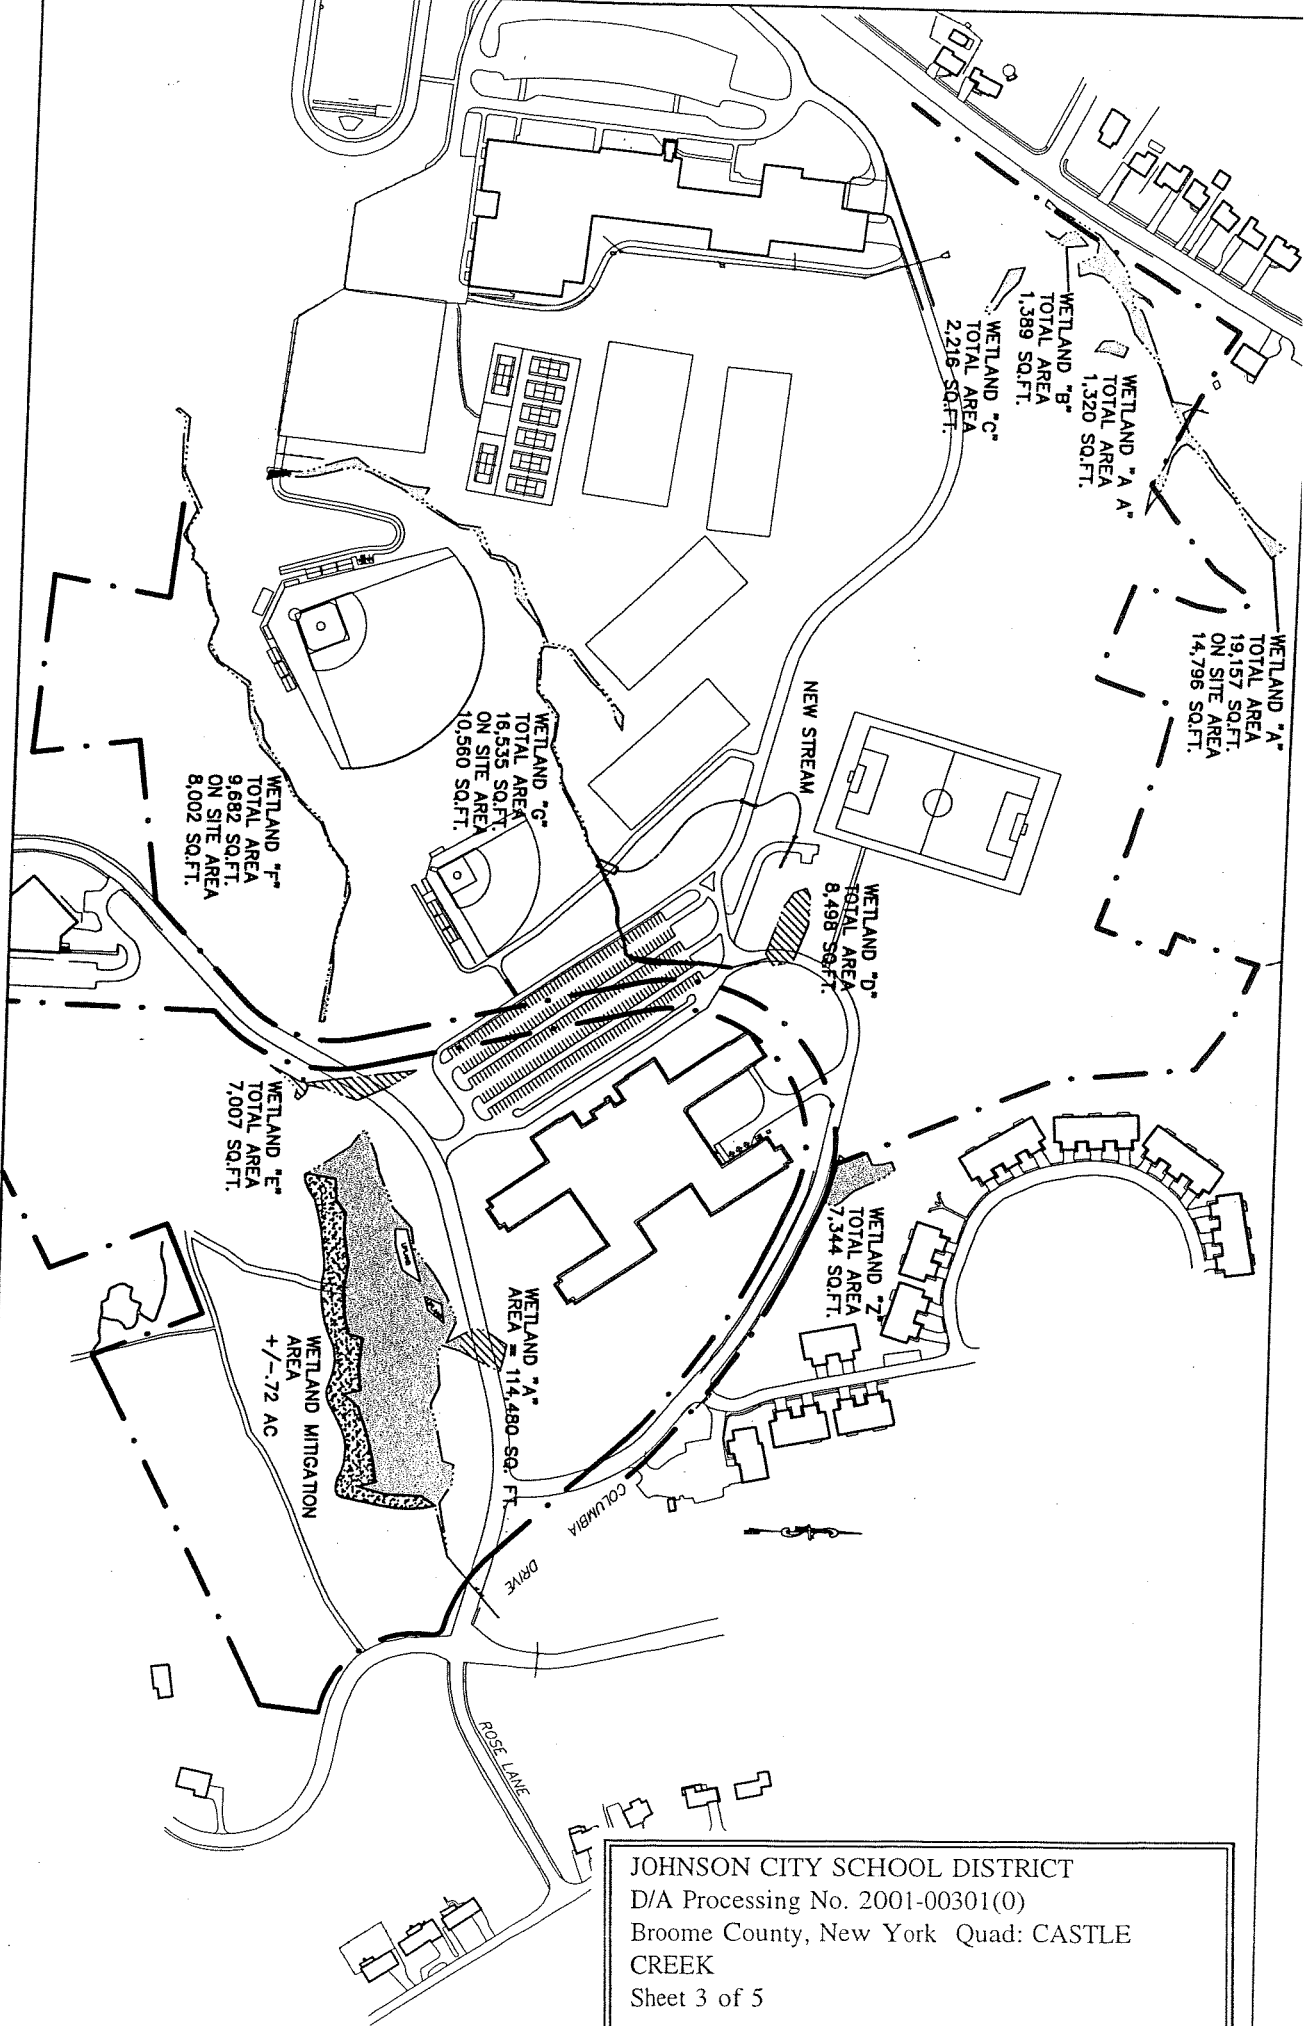 WETLAND "B"
TOTAL AREA
1,389 SQ.FT.
WETLAND "C"
TOTAL AREA
2,216 SQ.FT.
WETLAND "A A"
TOTAL AREA
1,320 SQ.FT.
WETLAND "A"
TOTAL AREA
19,157 SQ.FT.
ON SITE AREA
14,796 SQ.FT.
NEW STREAM
WETLAND "G"
TOTAL AREA
16,535 SQ.FT.
ON SITE AREA
10,560 SQ.FT.
WETLAND "F"
TOTAL AREA
9,682 SQ.FT.
ON SITE AREA
8,002 SQ.FT.
WETLAND "D"
TOTAL AREA
8,498 SQ.FT.
WETLAND "E"
TOTAL AREA
7,007 SQ.FT.
WETLAND "Z"
TOTAL AREA
7,344 SQ.FT.
WETLAND "A"
AREA = 114,480 SQ. FT.
WETLAND MITIGATION
AREA
+/-.72 AC
COLUMBIA
DRIVE
ROSE LANE
JOHNSON CITY SCHOOL DISTRICT
D/A Processing No. 2001-00301(0)
Broome County, New York Quad: CASTLE
CREEK
Sheet 3 of 5